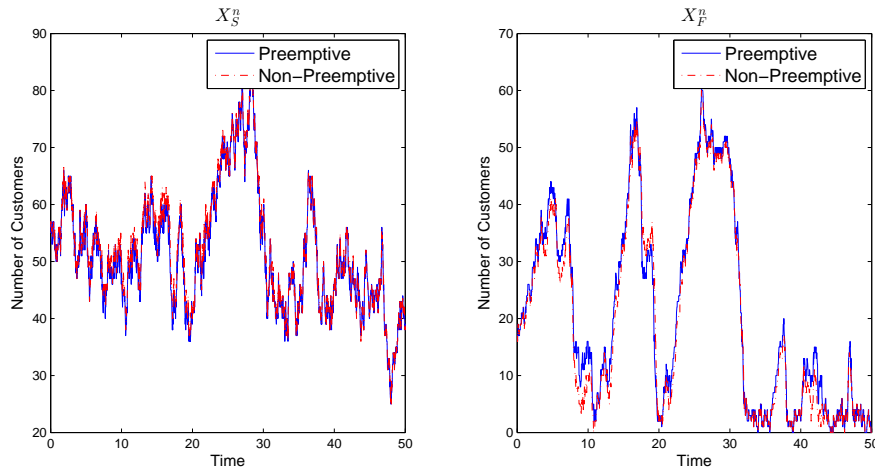 X_S^n
90
80
70
60
50
40
30
20
0 10 20 30 40 50
Number of Customers
Time
Preemptive
Non−Preemptive
X_F^n
70
60
50
40
30
20
10
0
0 10 20 30 40 50
Number of Customers
Time
Preemptive
Non−Preemptive